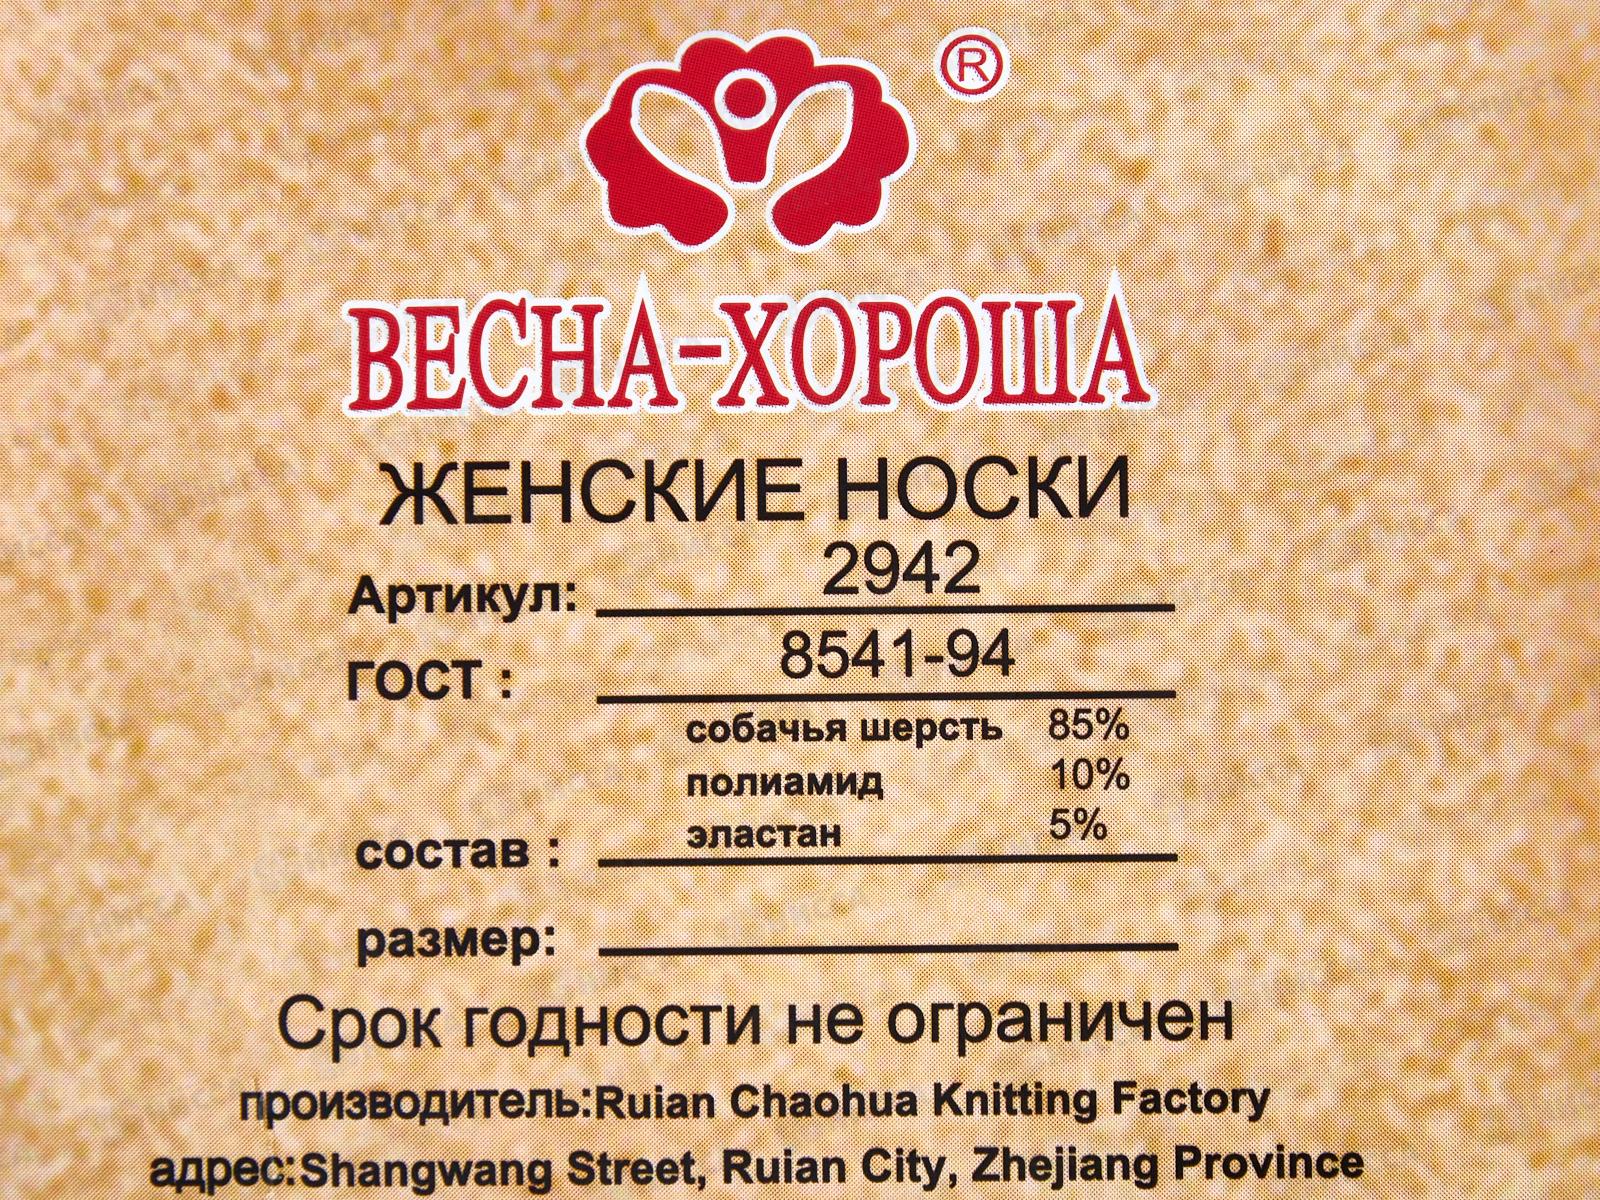 ®
ВЕСНА-ХОРОША
ЖЕНСКИЕ НОСКИ
Артикул: 2942
ГОСТ : 8541-94
собачья шерсть 85%
полиамид 10%
состав : эластан 5%
размер:
Срок годности не ограничен
производитель:Ruian Chaohua Knitting Factory
адрес:Shangwang Street, Ruian City, Zhejiang Province